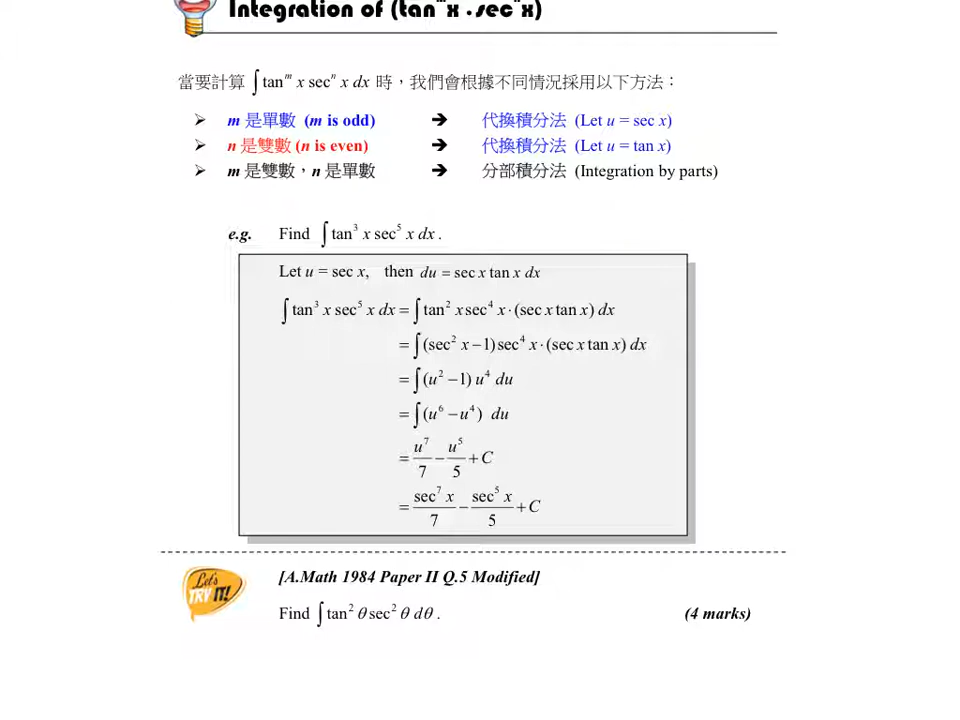 Integration of (tanᵐx · secⁿx)
當要計算 ∫ tanᵐ x secⁿ x dx 時，我們會根據不同情況採用以下方法：
➢ m 是單數 (m is odd) ➔ 代換積分法 (Let u = sec x)
➢ n 是雙數 (n is even) ➔ 代換積分法 (Let u = tan x)
➢ m 是雙數，n 是單數 ➔ 分部積分法 (Integration by parts)
e.g. Find ∫ tan³ x sec⁵ x dx .
Let u = sec x, then du = sec x tan x dx
∫ tan³ x sec⁵ x dx = ∫ tan² x sec⁴ x · (sec x tan x) dx
= ∫ (sec² x − 1) sec⁴ x · (sec x tan x) dx
= ∫ (u² − 1) u⁴ du
= ∫ (u⁶ − u⁴) du
= u⁷/7 − u⁵/5 + C
= sec⁷ x/7 − sec⁵ x/5 + C
Let's
TRY IT!
[A.Math 1984 Paper II Q.5 Modified]
Find ∫ tan² θ sec² θ dθ . (4 marks)